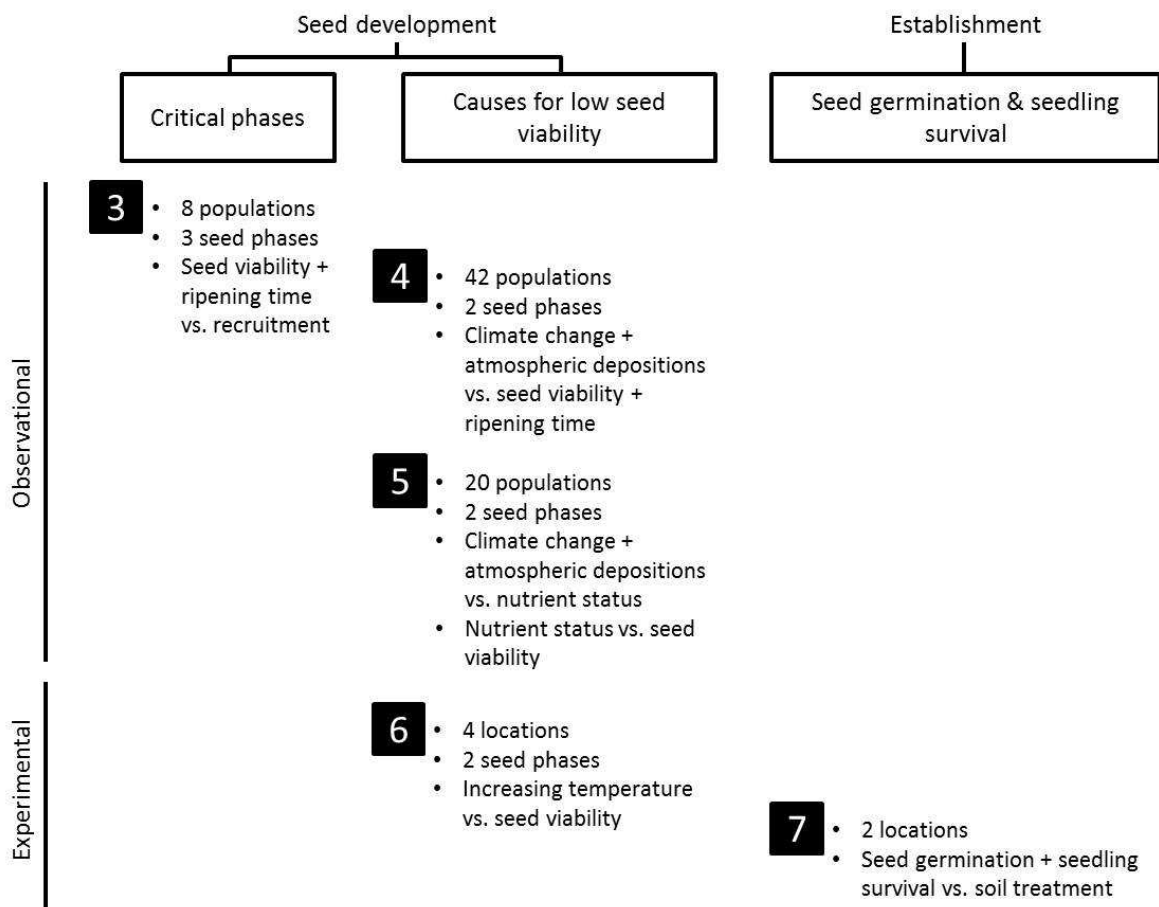 Seed development
Establishment
Critical phases
Causes for low seed
viability
Seed germination & seedling
survival
Observational
3
• 8 populations
• 3 seed phases
• Seed viability +
ripening time
vs. recruitment
4
• 42 populations
• 2 seed phases
• Climate change +
atmospheric depositions
vs. seed viability +
ripening time
5
• 20 populations
• 2 seed phases
• Climate change +
atmospheric depositions
vs. nutrient status
• Nutrient status vs. seed
viability
Experimental
6
• 4 locations
• 2 seed phases
• Increasing temperature
vs. seed viability
7
• 2 locations
• Seed germination + seedling
survival vs. soil treatment